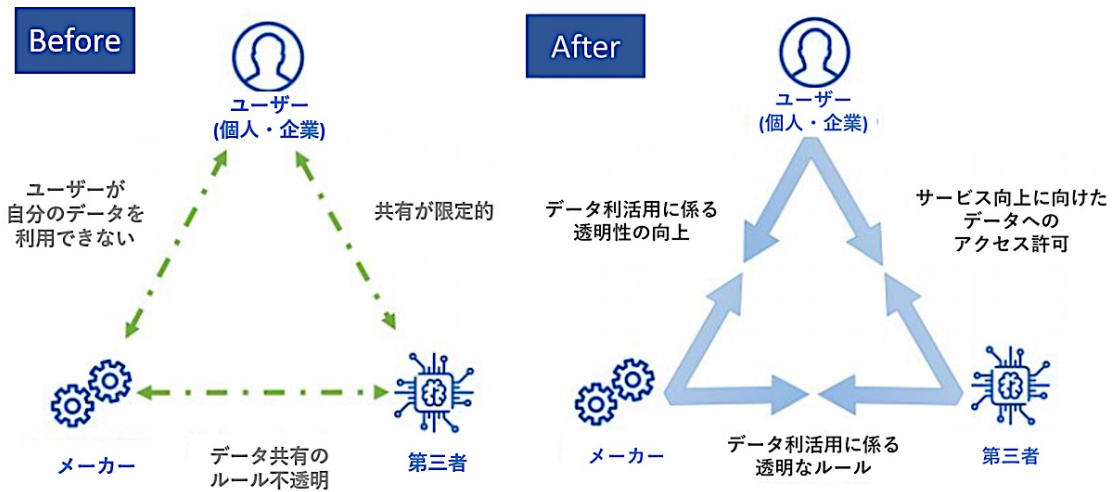 Before
ユーザー
(個人・企業)
ユーザーが
自分のデータを
利用できない
共有が限定的
メーカー
データ共有の
ルール不透明
第三者
After
ユーザー
(個人・企業)
データ利活用に係る
透明性の向上
サービス向上に向けた
データへの
アクセス許可
メーカー
データ利活用に係る
透明なルール
第三者